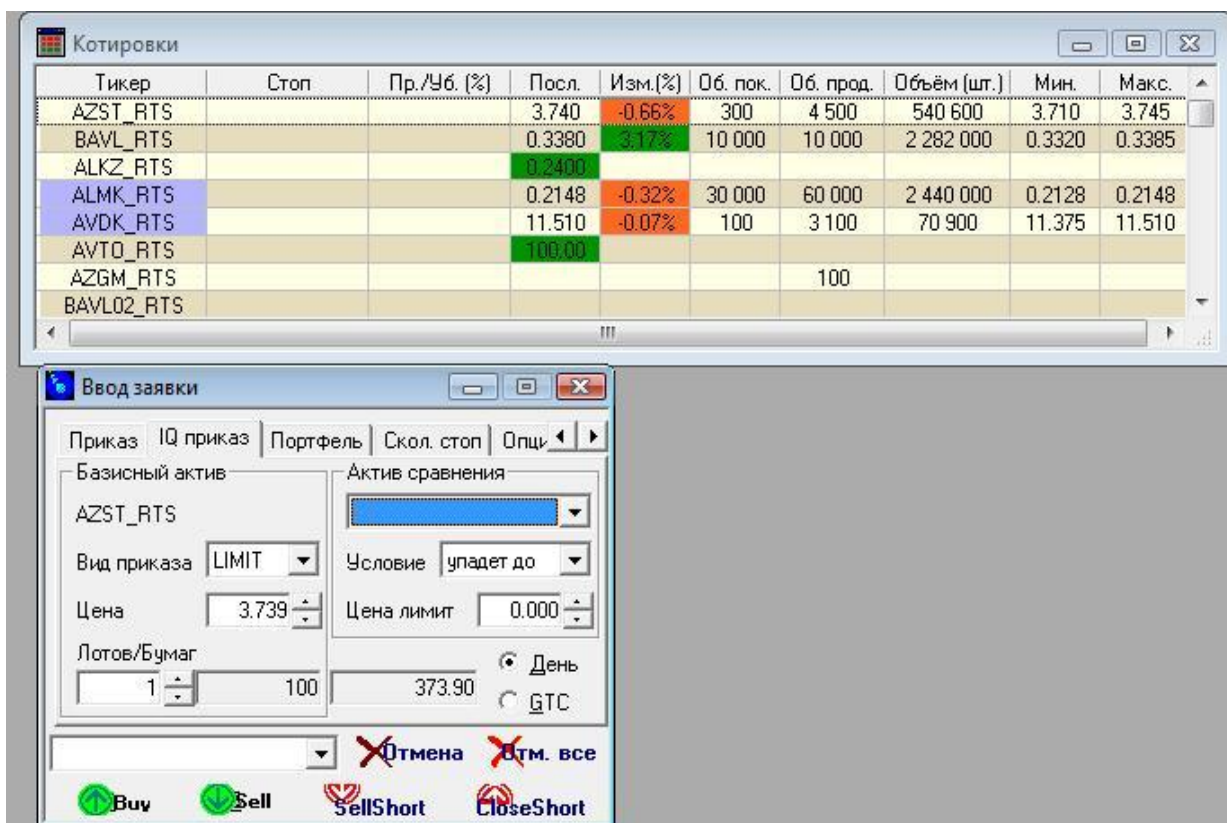 Котировки
Тикер Стоп Пр./Уб. (%) Посл. Изм.(%) Об. пок. Об. прод. Объём (шт.) Мин. Макс.
AZST_RTS 3.740 -0.66% 300 4 500 540 600 3.710 3.745
BAVL_RTS 0.3380 3.17% 10 000 10 000 2 282 000 0.3320 0.3385
ALKZ_RTS 0.2400
ALMK_RTS 0.2148 -0.32% 30 000 60 000 2 440 000 0.2128 0.2148
AVDK_RTS 11.510 -0.07% 100 3 100 70 900 11.375 11.510
AVTO_RTS 100.00
AZGM_RTS 100
BAVL02_RTS
Ввод заявки
Приказ IQ приказ Портфель Скол. стоп Опци
Базисный актив Актив сравнения
AZST_RTS
Вид приказа LIMIT Условие упадет до
Цена 3.739 Цена лимит 0.000
Лотов/Бумаг День
1 100 373.90 GTC
Отмена Отм. все
Buy Sell SellShort CloseShort